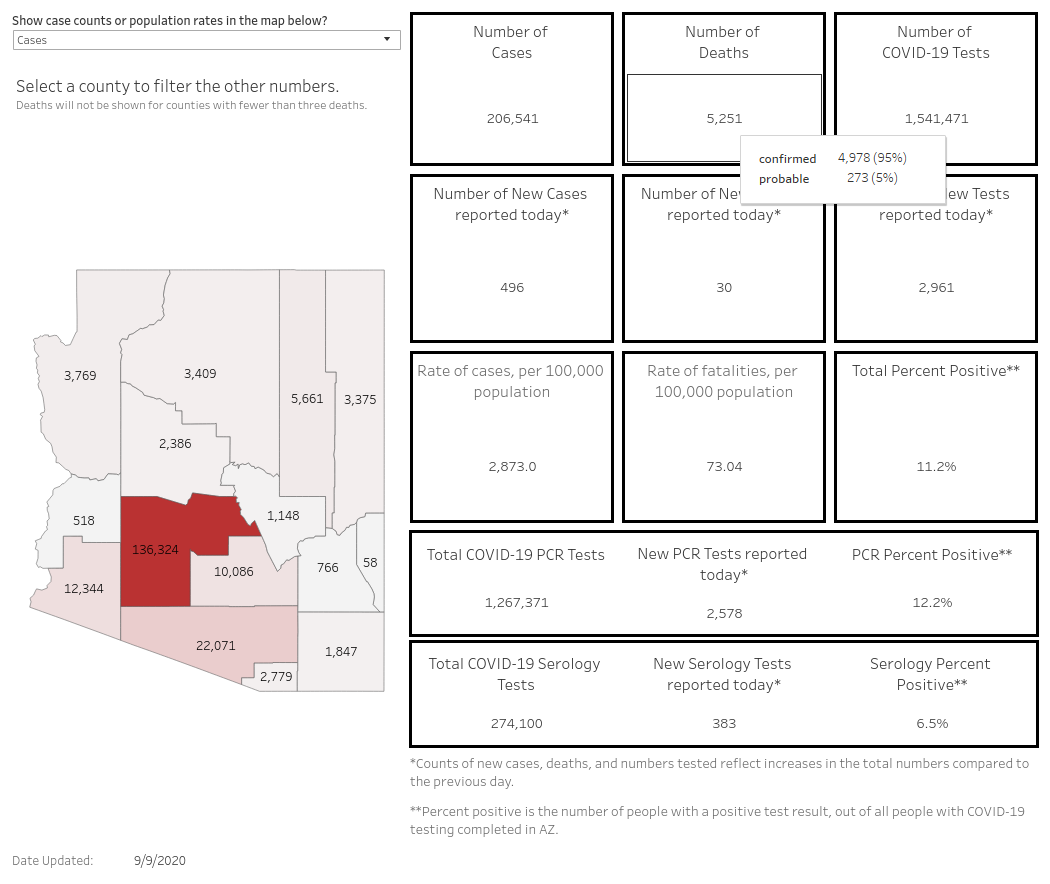 Show case counts or population rates in the map below?
Cases
Select a county to filter the other numbers.
Deaths will not be shown for counties with fewer than three deaths.
3,769
3,409
5,661
3,375
2,386
518
1,148
136,324
766
58
10,086
12,344
22,071
1,847
2,779
Number of
Cases
206,541
Number of
Deaths
5,251
Number of
COVID-19 Tests
1,541,471
confirmed 4,978 (95%)
probable 273 (5%)
Number of New Cases
reported today*
496
Number of New
reported today*
30
New Tests
reported today*
2,961
Rate of cases, per 100,000
population
2,873.0
Rate of fatalities, per
100,000 population
73.04
Total Percent Positive**
11.2%
Total COVID-19 PCR Tests
1,267,371
New PCR Tests reported
today*
2,578
PCR Percent Positive**
12.2%
Total COVID-19 Serology
Tests
274,100
New Serology Tests
reported today*
383
Serology Percent
Positive**
6.5%
*Counts of new cases, deaths, and numbers tested reflect increases in the total numbers compared to
the previous day.
**Percent positive is the number of people with a positive test result, out of all people with COVID-19
testing completed in AZ.
Date Updated: 9/9/2020